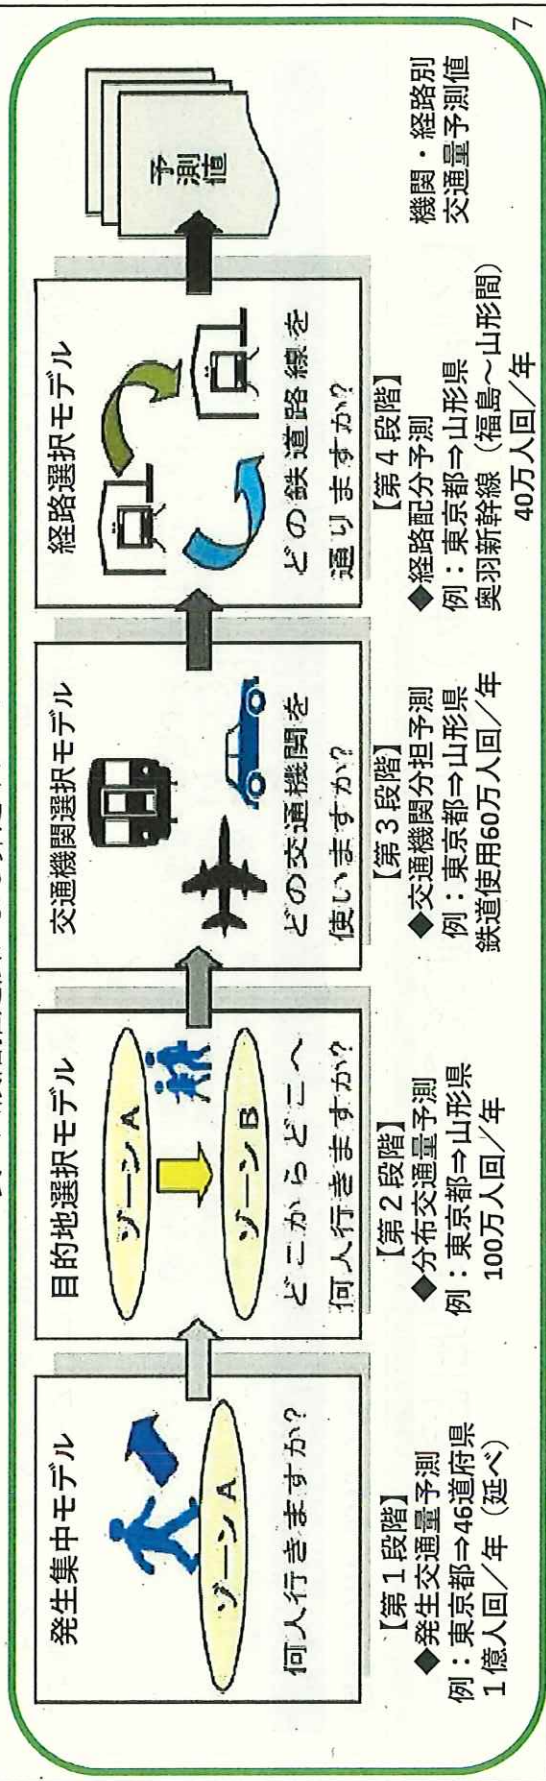 発生集中モデル
ゾーンA
何人行きますか?
【第1段階】
◆発生交通量予測
例：東京都⇒46道府県
1億人回/年（延べ）
目的地選択モデル
ゾーンA
ゾーンB
どこからどこへ
何人行きますか?
【第2段階】
◆分布交通量予測
例：東京都⇒山形県
100万人回/年
交通機関選択モデル
どの交通機関を
使いますか?
【第3段階】
◆交通機関分担予測
例：東京都⇒山形県
鉄道使用60万人回/年
経路選択モデル
どの鉄道路線を
通りますか?
【第4段階】
◆経路配分予測
例：東京都⇒山形県
奥羽新幹線（福島～山形間）
40万人回/年
予測値
機関・経路別
交通量予測値
7